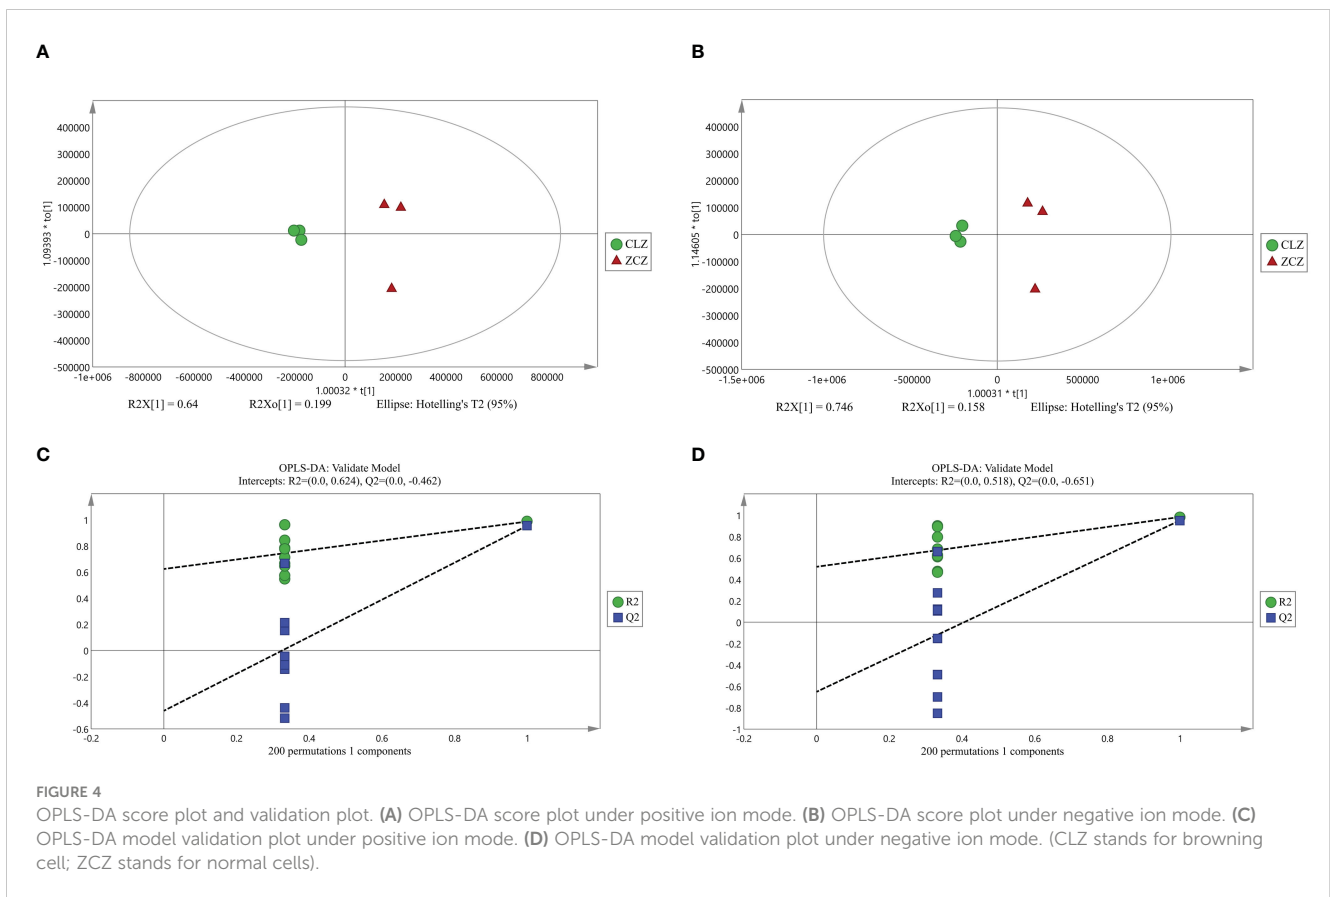 A
400000
300000
200000
100000
0
-100000
-200000
-300000
-400000
-500000
1.09393 * to[1]
-1e+006 -800000 -600000 -400000 -200000 0 200000 400000 600000 800000
1.00032 * t[1]
R2X[1] = 0.64 R2Xo[1] = 0.199 Ellipse: Hotelling's T2 (95%)
CLZ
ZCZ
B
400000
300000
200000
100000
0
-100000
-200000
-300000
-400000
-500000
1.14605 * to[1]
-1.5e+006 -1e+006 -500000 0 500000 1e+006
1.00031 * t[1]
R2X[1] = 0.746 R2Xo[1] = 0.158 Ellipse: Hotelling's T2 (95%)
CLZ
ZCZ
C
OPLS-DA: Validate Model
Intercepts: R2=(0.0, 0.624), Q2=(0.0, -0.462)
1
0.8
0.6
0.4
0.2
0
-0.2
-0.4
-0.6
-0.2 0 0.2 0.4 0.6 0.8 1
200 permutations 1 components
R2
Q2
D
OPLS-DA: Validate Model
Intercepts: R2=(0.0, 0.518), Q2=(0.0, -0.651)
1
0.8
0.6
0.4
0.2
0
-0.2
-0.4
-0.6
-0.8
-1
-0.2 0 0.2 0.4 0.6 0.8 1
200 permutations 1 components
R2
Q2
FIGURE 4
OPLS-DA score plot and validation plot. (A) OPLS-DA score plot under positive ion mode. (B) OPLS-DA score plot under negative ion mode. (C)
OPLS-DA model validation plot under positive ion mode. (D) OPLS-DA model validation plot under negative ion mode. (CLZ stands for browning
cell; ZCZ stands for normal cells).